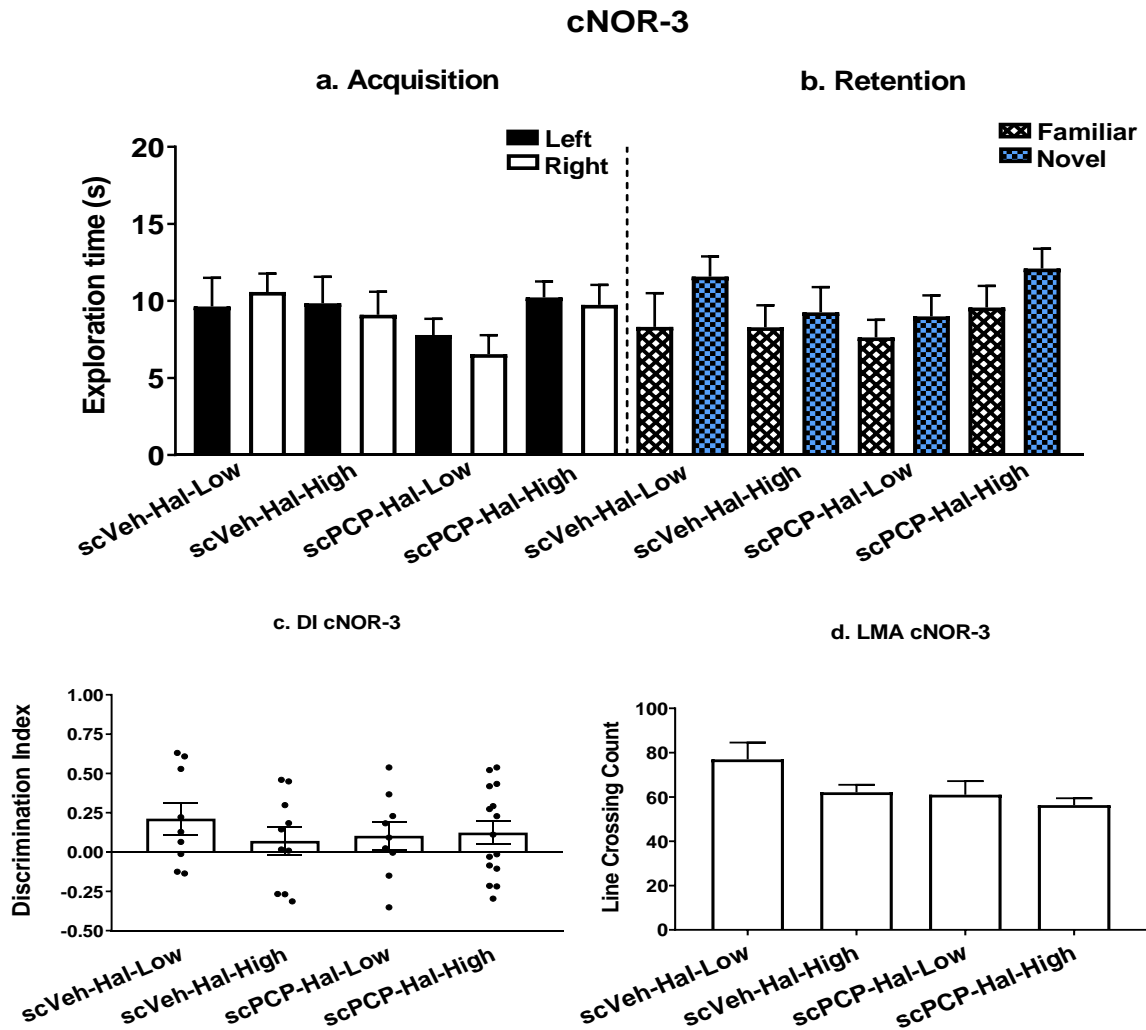 cNOR-3
a. Acquisition
b. Retention
Left
Right
Familiar
Novel
Exploration time (s)
20
15
10
5
0
scVeh-Hal-Low
scVeh-Hal-High
scPCP-Hal-Low
scPCP-Hal-High
scVeh-Hal-Low
scVeh-Hal-High
scPCP-Hal-Low
scPCP-Hal-High
c. DI cNOR-3
Discrimination Index
1.00
0.75
0.50
0.25
0.00
-0.25
-0.50
scVeh-Hal-Low
scVeh-Hal-High
scPCP-Hal-Low
scPCP-Hal-High
d. LMA cNOR-3
Line Crossing Count
100
80
60
40
20
0
scVeh-Hal-Low
scVeh-Hal-High
scPCP-Hal-Low
scPCP-Hal-High